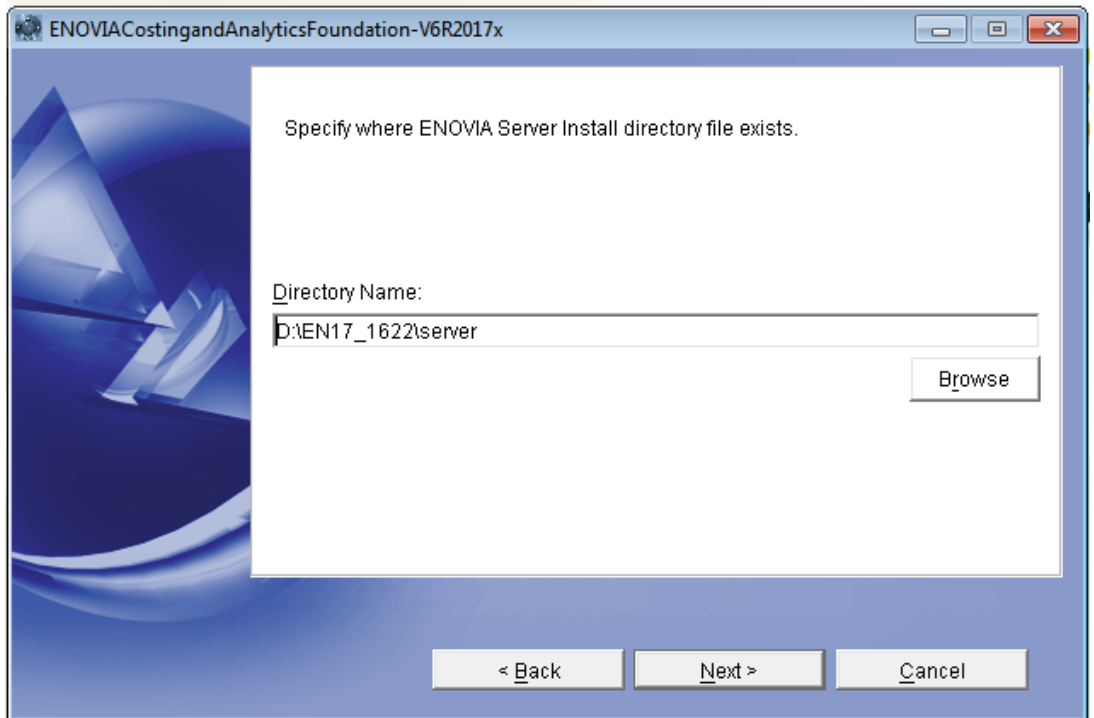 ENOVIACostingandAnalyticsFoundation-V6R2017x
Specify where ENOVIA Server Install directory file exists.
Directory Name:
D:\EN17_1622\server
Browse
< Back Next > Cancel